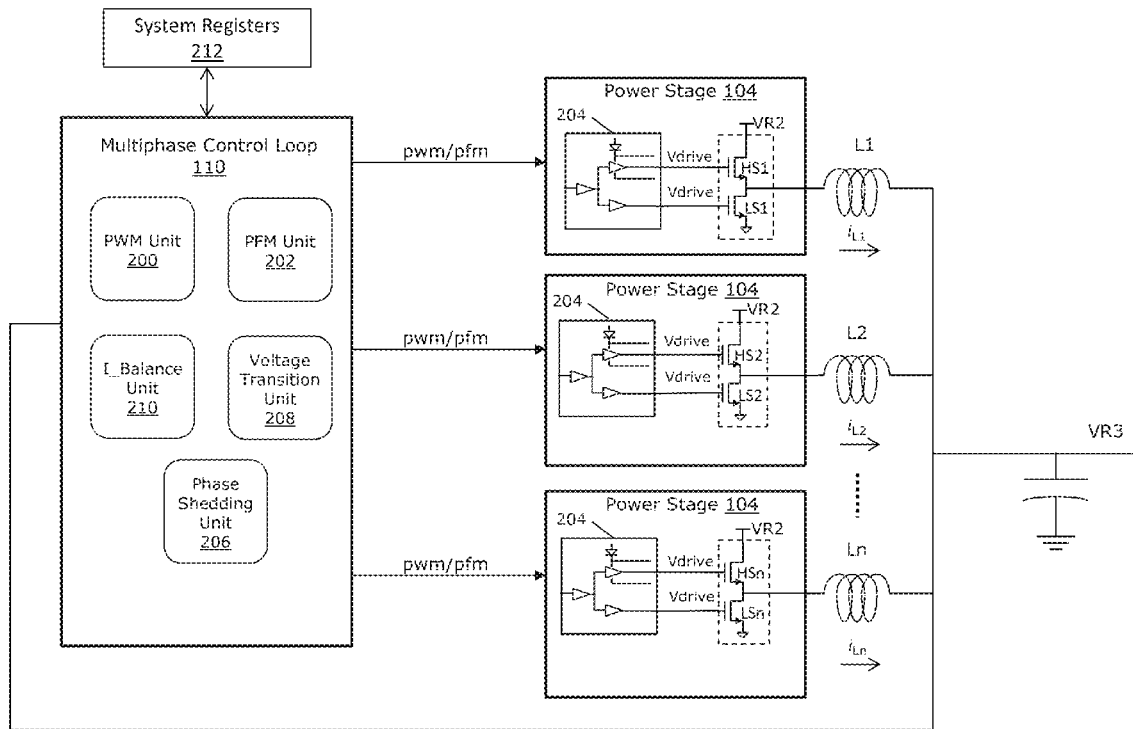 System Registers
212
Multiphase Control Loop
110
PWM Unit
200
PFM Unit
202
I_Balance
Unit
210
Voltage
Transition
Unit
208
Phase
Shedding
Unit
206
pwm/pfm
pwm/pfm
pwm/pfm
Power Stage 104
204
Vdrive
Vdrive
VR2
HS1
LS1
L1
iL1
Power Stage 104
204
Vdrive
Vdrive
VR2
HS2
LS2
L2
iL2
VR3
Power Stage 104
204
Vdrive
Vdrive
VR2
HSn
LSn
Ln
iLn